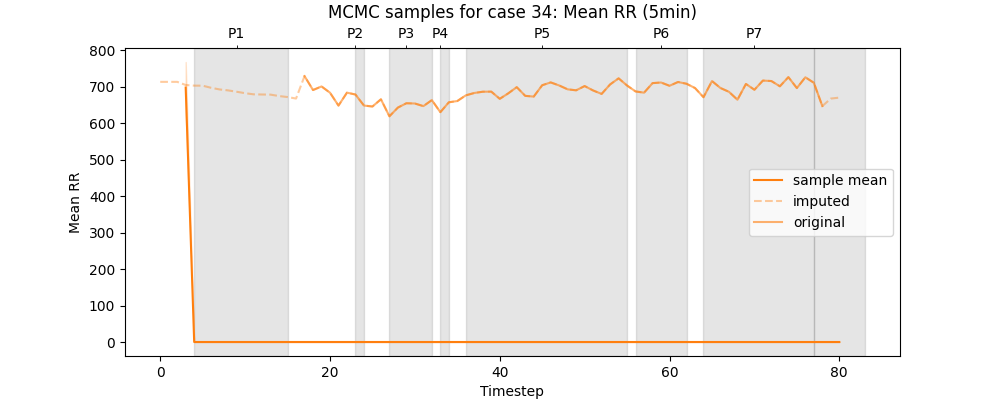 MCMC samples for case 34: Mean RR (5min)
P1 P2 P3 P4 P5 P6 P7
800
700
600
500
400
300
200
100
0
Mean RR
sample mean
imputed
original
0 20 40 60 80
Timestep